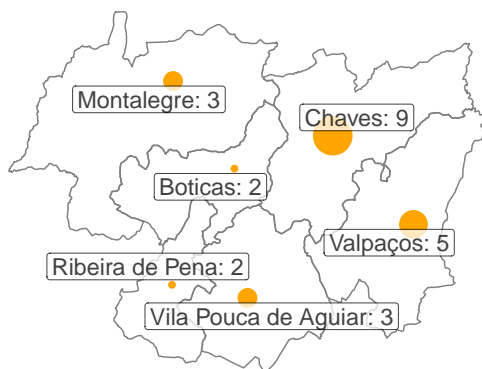 Montalegre: 3
Chaves: 9
Boticas: 2
Valpaços: 5
Ribeira de Pena: 2
Vila Pouca de Aguiar: 3